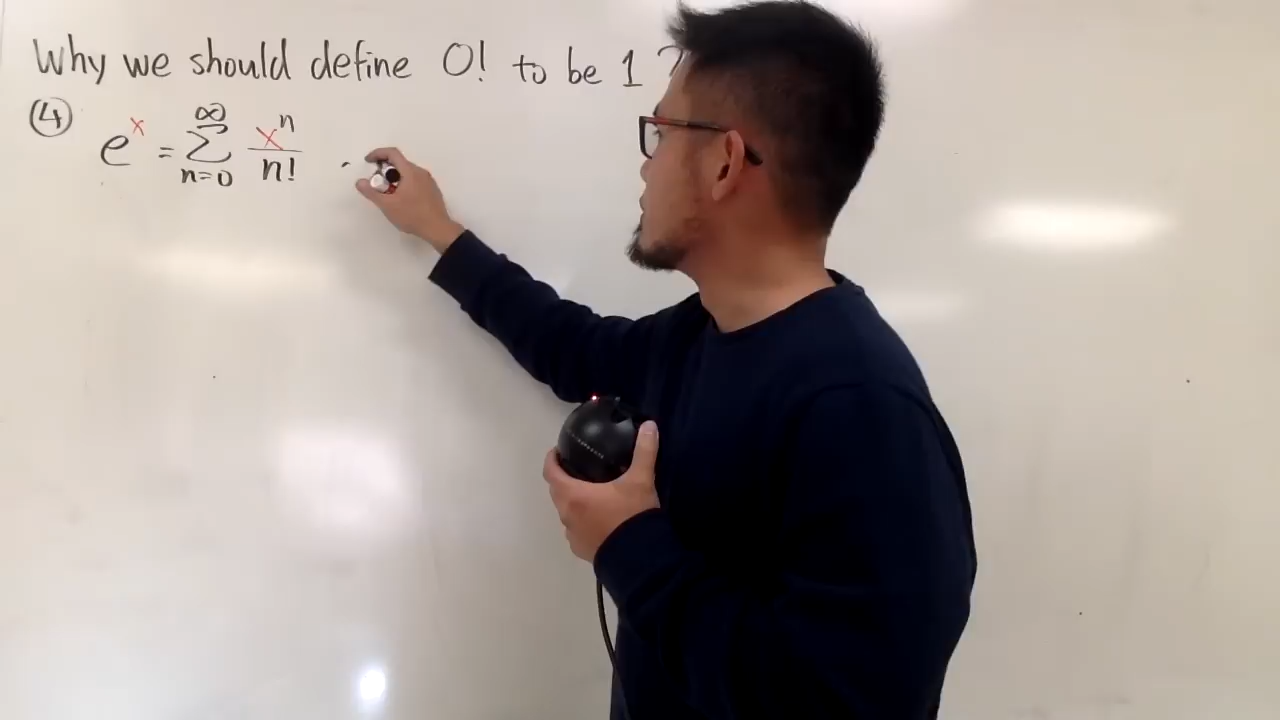 Why we should define 0! to be 1 ?
④ e^x = ∞∑n=0 x^n/n!